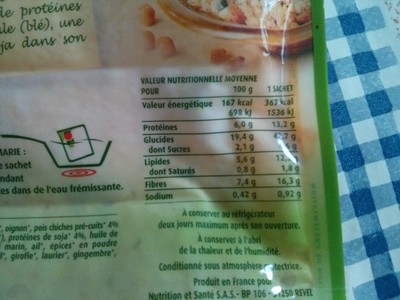 le protéines
le (blé), une
ja dans son
VALEUR NUTRITIONNELLE MOYENNE
POUR 100 g 1 SACHET
Valeur énergétique 167 kcal 367 kcal
698 kJ 1536 kJ
Protéines 6,0 g 13,2 g
Glucides 19,4 g
dont Sucres 2,1 g
Lipides 5,6 g
dont Saturés 0,8 g 1,8 g
Fibres 7,4 g 16,3 g
Sodium 0,42 g 0,92 g
MARIE :
e sachet
ndant
es dans de l'eau frémissante.
À conserver au réfrigérateur
deux jours maximum après son ouverture.
À conserver à l'abri
de la chaleur et de l'humidité.
Conditionné sous atmosphère protectrice.
Produit en France pour
Nutrition et Santé S.A.S.- BP 106 - 31250 REVEL
, oignon*, pois chiches pré-cuits* 4%
), protéines de soja* 4%, huile de
marin, ail*, épices* en poudre
, girofle*, laurier*, gingembre*,